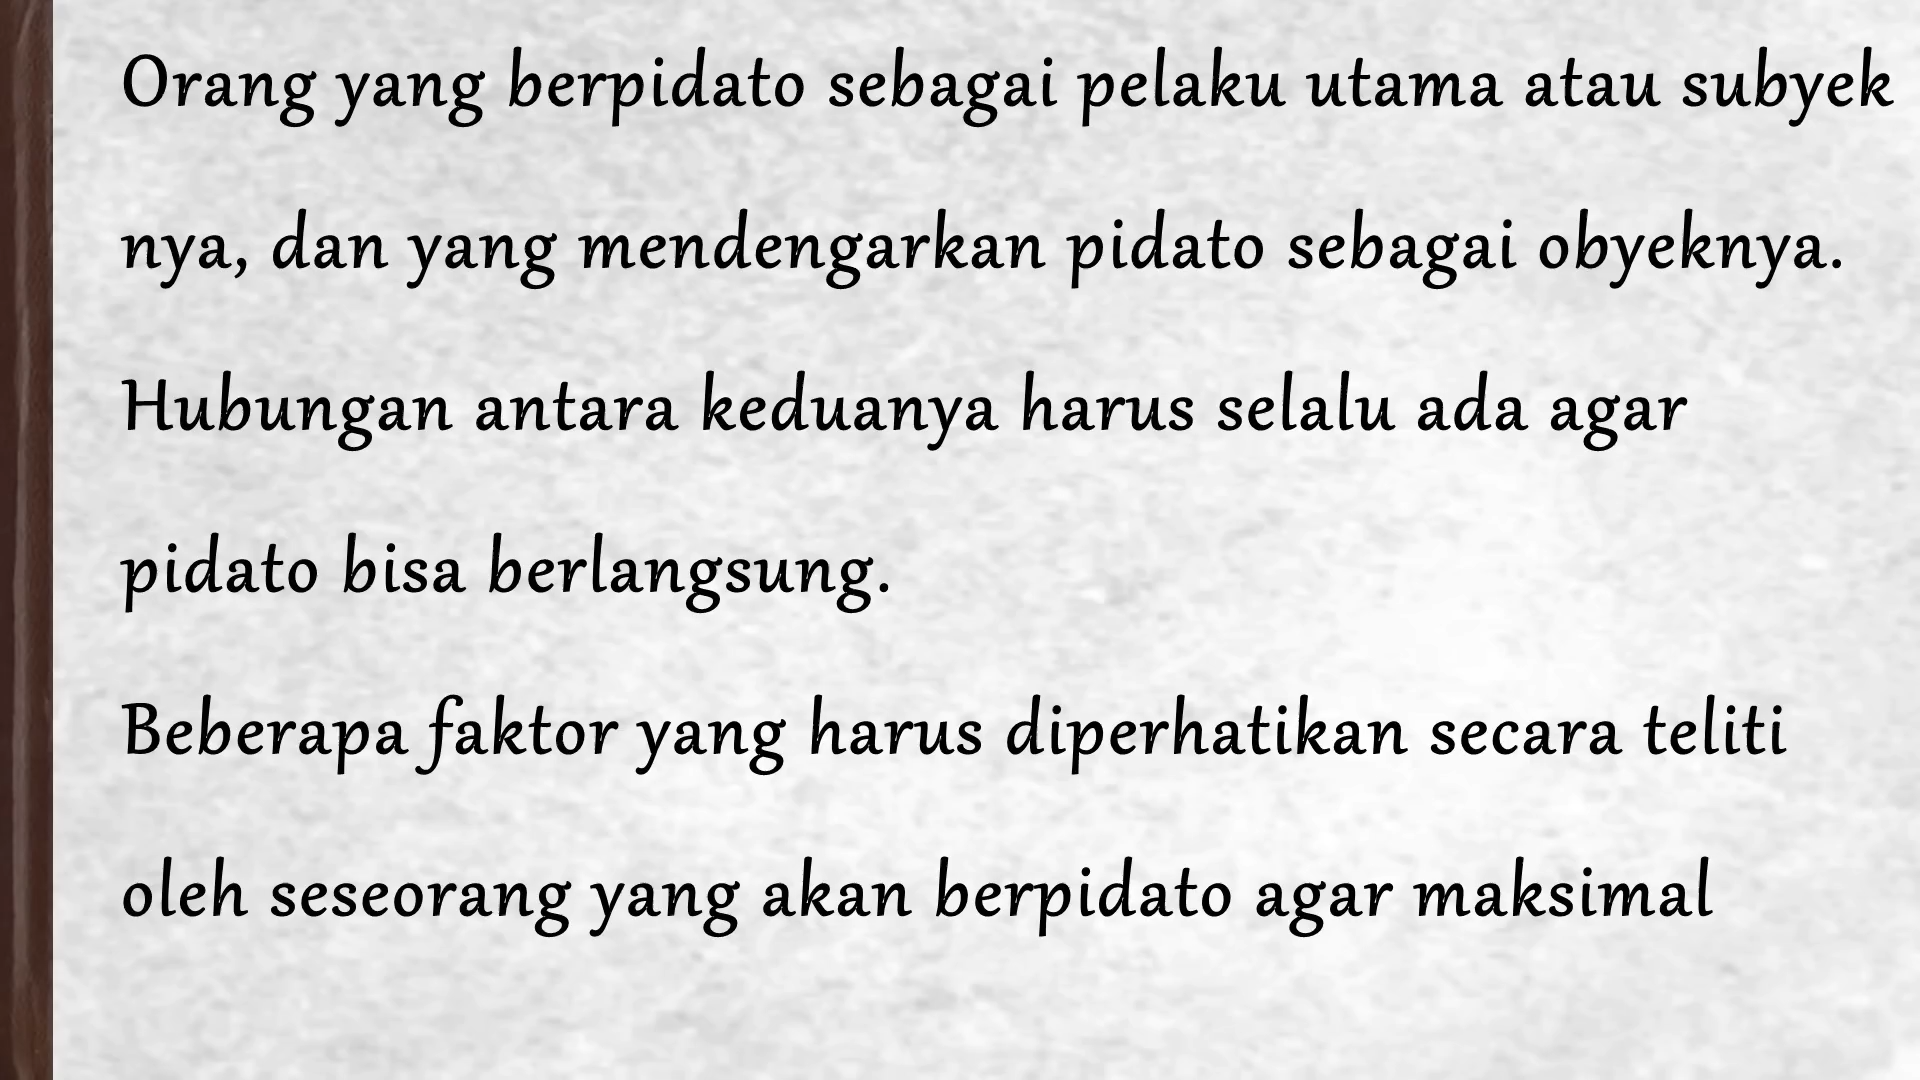 Orang yang berpidato sebagai pelaku utama atau subyek
nya, dan yang mendengarkan pidato sebagai obyeknya.
Hubungan antara keduanya harus selalu ada agar
pidato bisa berlangsung.
Beberapa faktor yang harus diperhatikan secara teliti
oleh seseorang yang akan berpidato agar maksimal